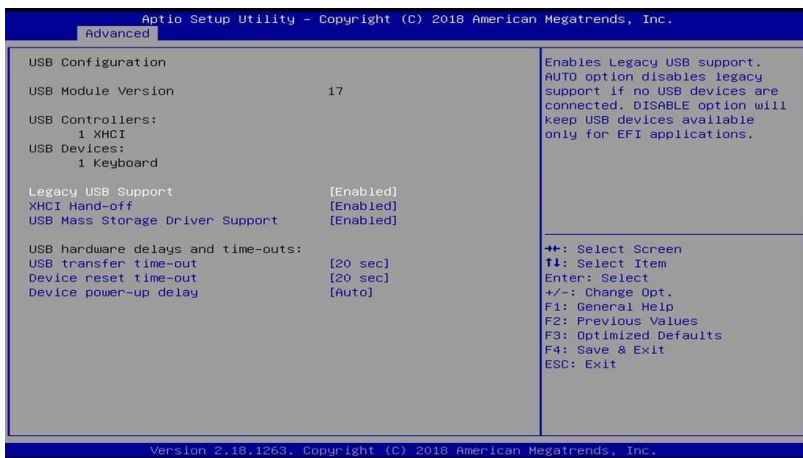 Aptio Setup Utility – Copyright (C) 2018 American Megatrends, Inc.
Advanced
USB Configuration
USB Module Version 17
USB Controllers:
1 XHCI
USB Devices:
1 Keyboard
Legacy USB Support [Enabled]
XHCI Hand-off [Enabled]
USB Mass Storage Driver Support [Enabled]
USB hardware delays and time-outs:
USB transfer time-out [20 sec]
Device reset time-out [20 sec]
Device power-up delay [Auto]
Enables Legacy USB support.
AUTO option disables legacy
support if no USB devices are
connected. DISABLE option will
keep USB devices available
only for EFI applications.
→←: Select Screen
↑↓: Select Item
Enter: Select
+/-: Change Opt.
F1: General Help
F2: Previous Values
F3: Optimized Defaults
F4: Save & Exit
ESC: Exit
Version 2.18.1263. Copyright (C) 2018 American Megatrends, Inc.